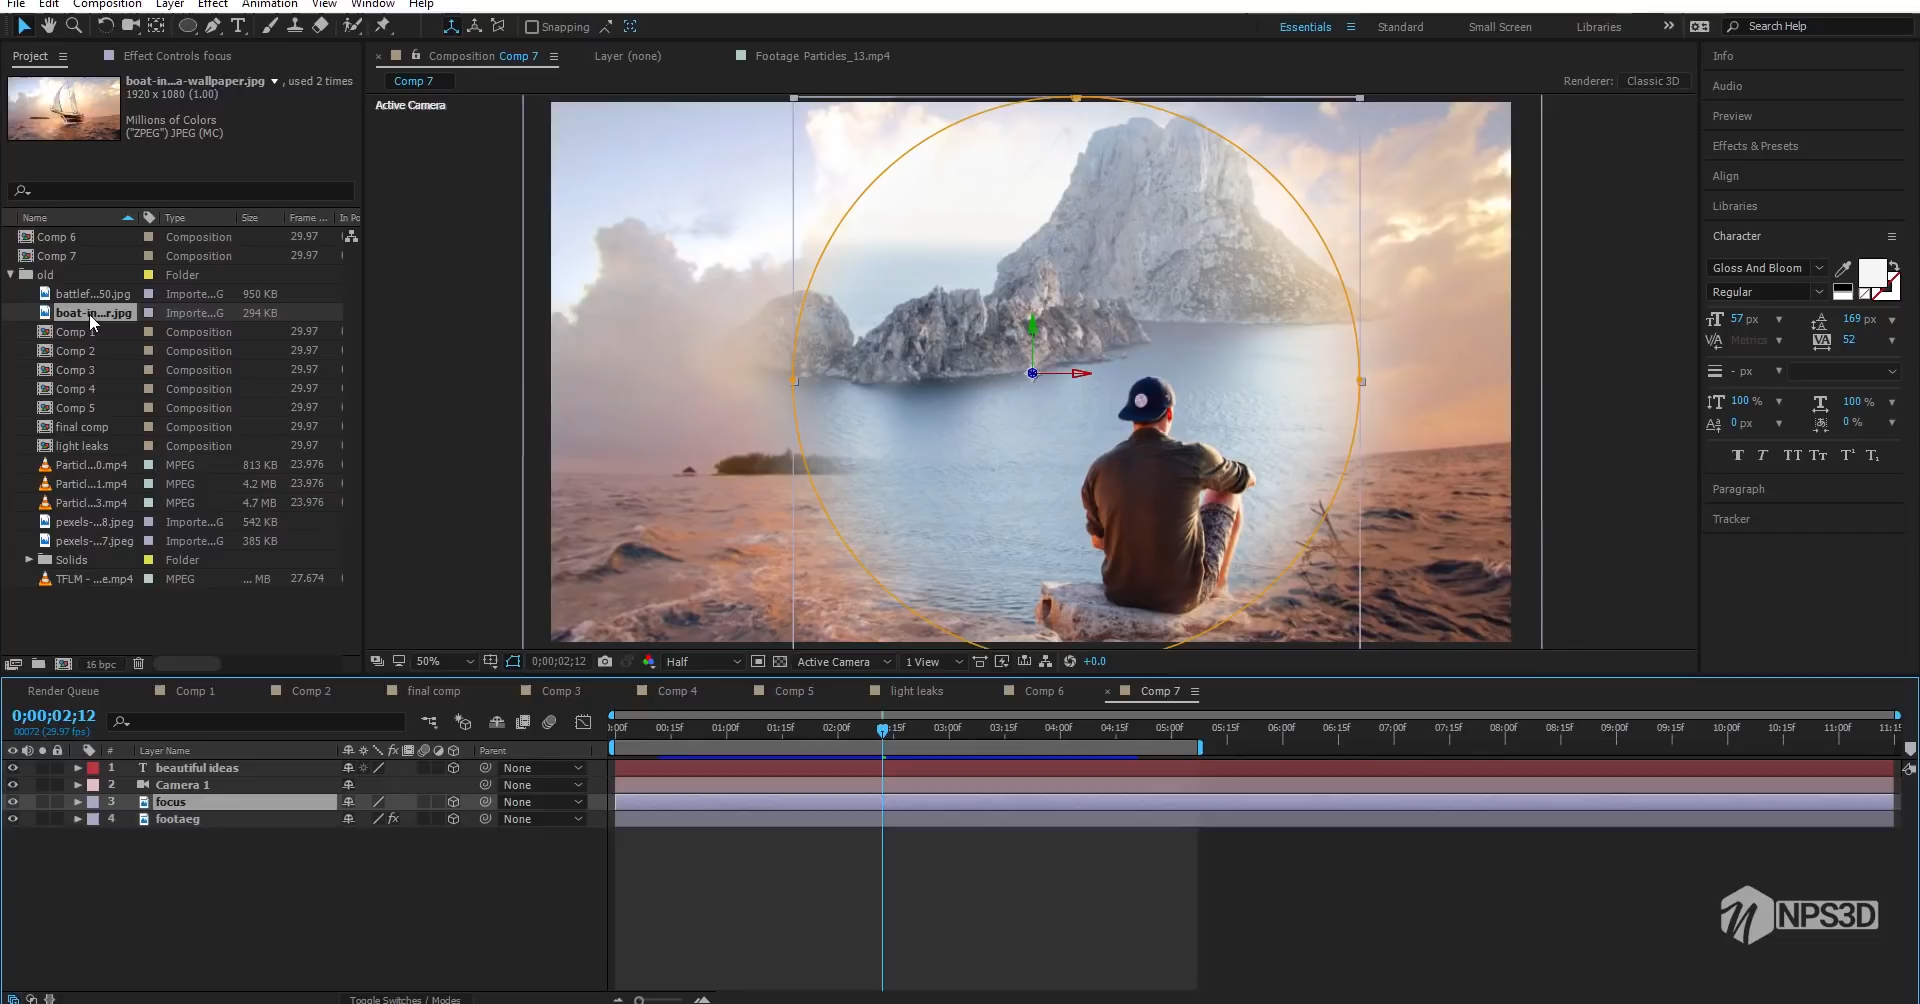 File Edit Composition Layer Effect Animation View Window Help
Snapping Essentials Standard Small Screen Libraries Search Help
Project Effect Controls focus
boat-in...a-wallpaper.jpg , used 2 times
1920 x 1080 (1.00)
Millions of Colors
("ZPEG") JPEG (MC)
Name Type Size Frame ... In Po
Comp 6 Composition 29.97
Comp 7 Composition 29.97
old Folder
battlef...50.jpg Importe...G 950 KB
boat-in...r.jpg Importe...G 294 KB
Comp 1 Composition 29.97
Comp 2 Composition 29.97
Comp 3 Composition 29.97
Comp 4 Composition 29.97
Comp 5 Composition 29.97
final comp Composition 29.97
light leaks Composition 29.97
Particl...0.mp4 MPEG 813 KB 23.976
Particl...1.mp4 MPEG 4.2 MB 23.976
Particl...3.mp4 MPEG 4.7 MB 23.976
pexels-...8.jpeg Importe...G 542 KB
pexels-...7.jpeg Importe...G 385 KB
Solids Folder
TFLM - ...e.mp4 MPEG ... MB 27.674
16 bpc
× Composition Comp 7 Layer (none) Footage Particles_13.mp4
Comp 7 Renderer: Classic 3D
Active Camera
50% 0;00;02;12 Half Active Camera 1 View +0.0
Info
Audio
Preview
Effects & Presets
Align
Libraries
Character
Gloss And Bloom
Regular
57 px 169 px
Metrics 52
- px
100 % 100 %
0 px 0 %
T T TT Tt T¹ T₁
Paragraph
Tracker
Render Queue Comp 1 Comp 2 final comp Comp 3 Comp 4 Comp 5 light leaks Comp 6 × Comp 7
0;00;02;12
00072 (29.97 fps)
:00f 00:15f 01:00f 01:15f 02:00f :15f 03:00f 03:15f 04:00f 04:15f 05:00f 05:15f 06:00f 06:15f 07:00f 07:15f 08:00f 08:15f 09:00f 09:15f 10:00f 10:15f 11:00f 11:15
# Layer Name fx Parent
1 T beautiful ideas None
2 Camera 1 None
3 focus None
4 footaeg fx None
NPS3D
Toggle Switches / Modes